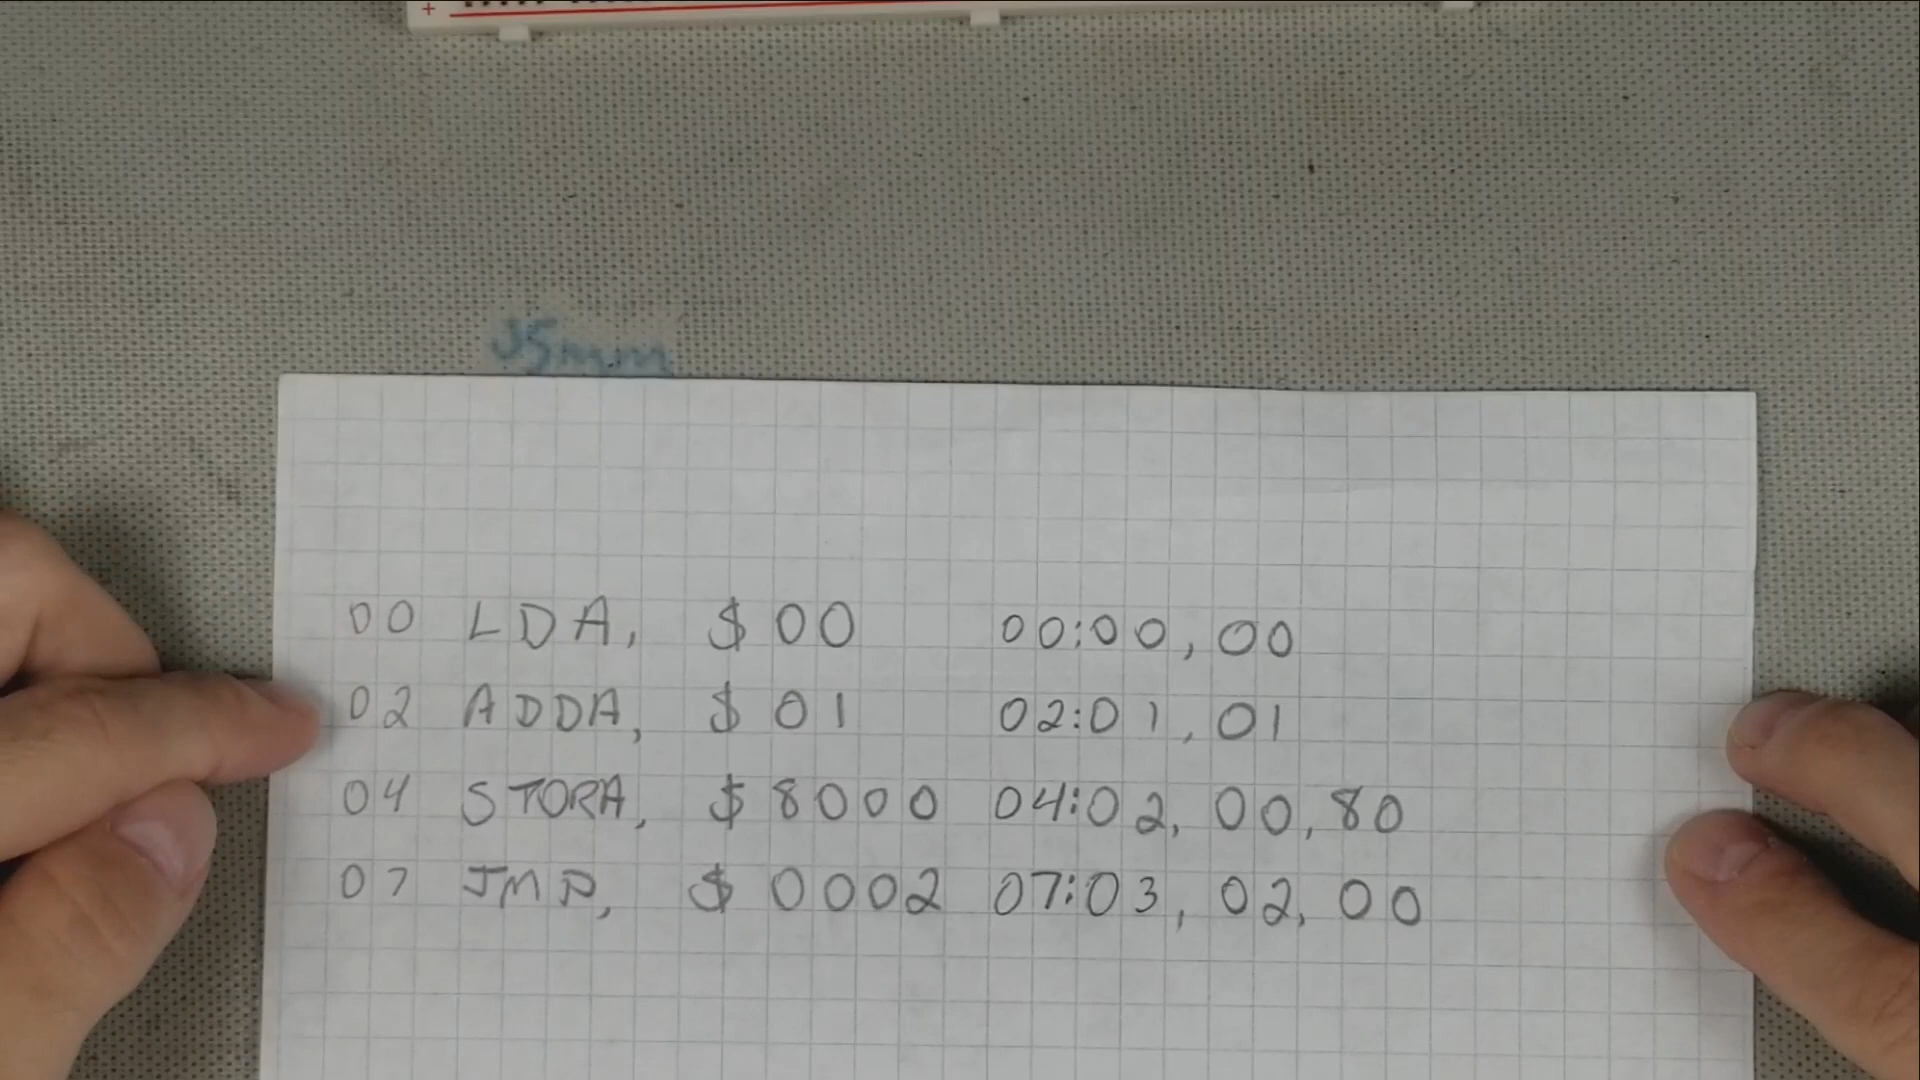 +
35mm
00 LDA, $00 00:00,00
02 ADDA, $01 02:01,01
04 STORA, $8000 04:02,00,80
07 JMP, $0002 07:03,02,00